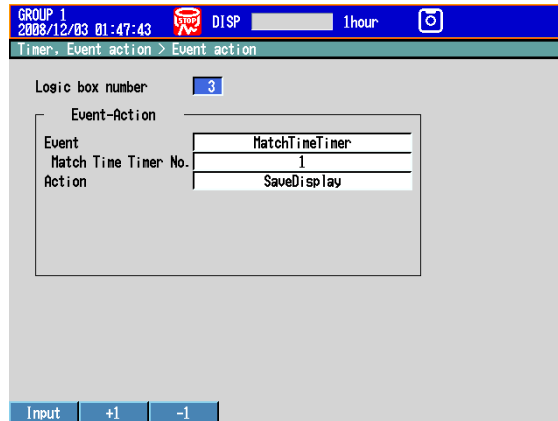 GROUP 1
2008/12/03 01:47:43
STOP
DISP
1hour
Timer, Event action > Event action
Logic box number 3
Event-Action
Event MatchTimeTimer
Match Time Timer No. 1
Action SaveDisplay
Input +1 -1